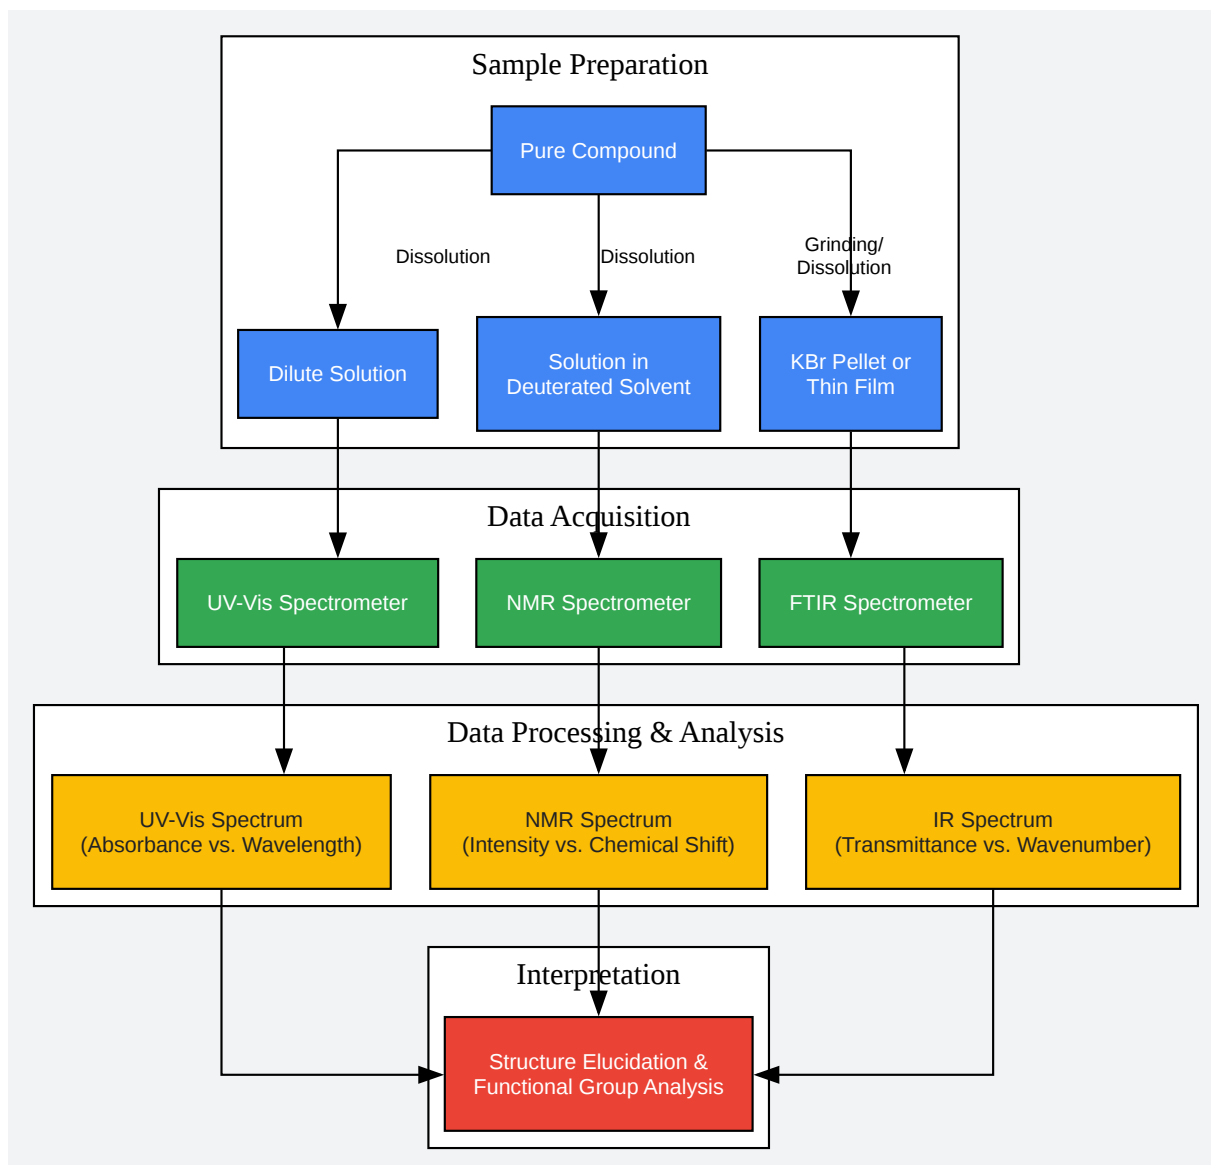 Sample Preparation
Pure Compound
Dissolution
Dissolution
Grinding/
Dissolution
Dilute Solution
Solution in
Deuterated Solvent
KBr Pellet or
Thin Film
Data Acquisition
UV-Vis Spectrometer
NMR Spectrometer
FTIR Spectrometer
Data Processing & Analysis
UV-Vis Spectrum
(Absorbance vs. Wavelength)
NMR Spectrum
(Intensity vs. Chemical Shift)
IR Spectrum
(Transmittance vs. Wavenumber)
Interpretation
Structure Elucidation &
Functional Group Analysis